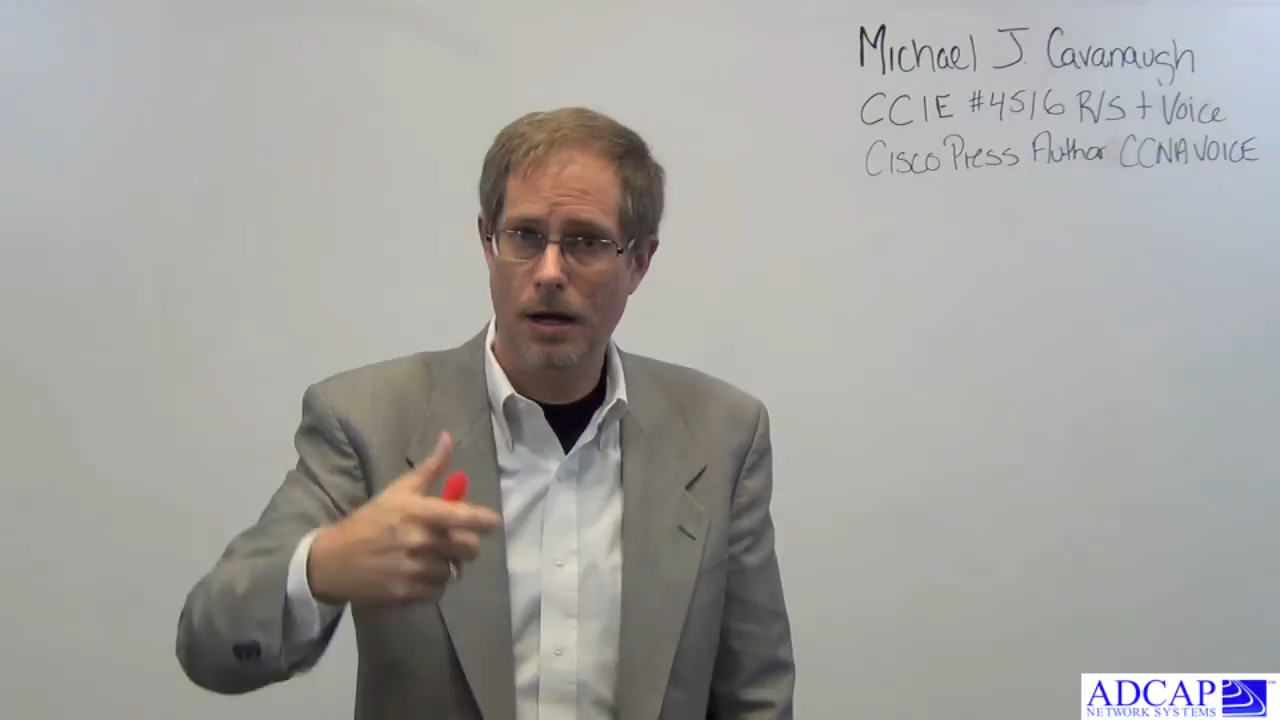 Michael J. Cavanaugh
CCIE #4516 R/S + Voice
Cisco Press Author CCNA VOICE
ADCAP
NETWORK SYSTEMS